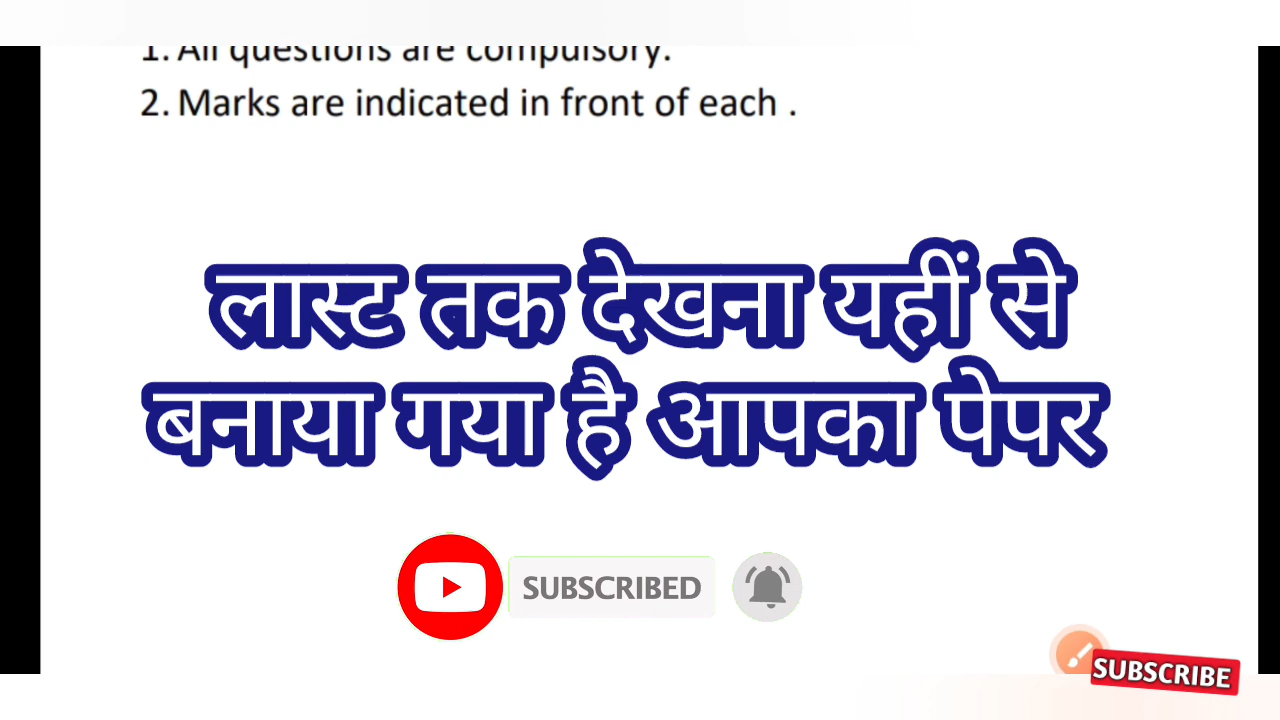 1. All questions are compulsory.
2. Marks are indicated in front of each .
लास्ट तक देखना यहीं से
बनाया गया है आपका पेपर
SUBSCRIBED
SUBSCRIBE